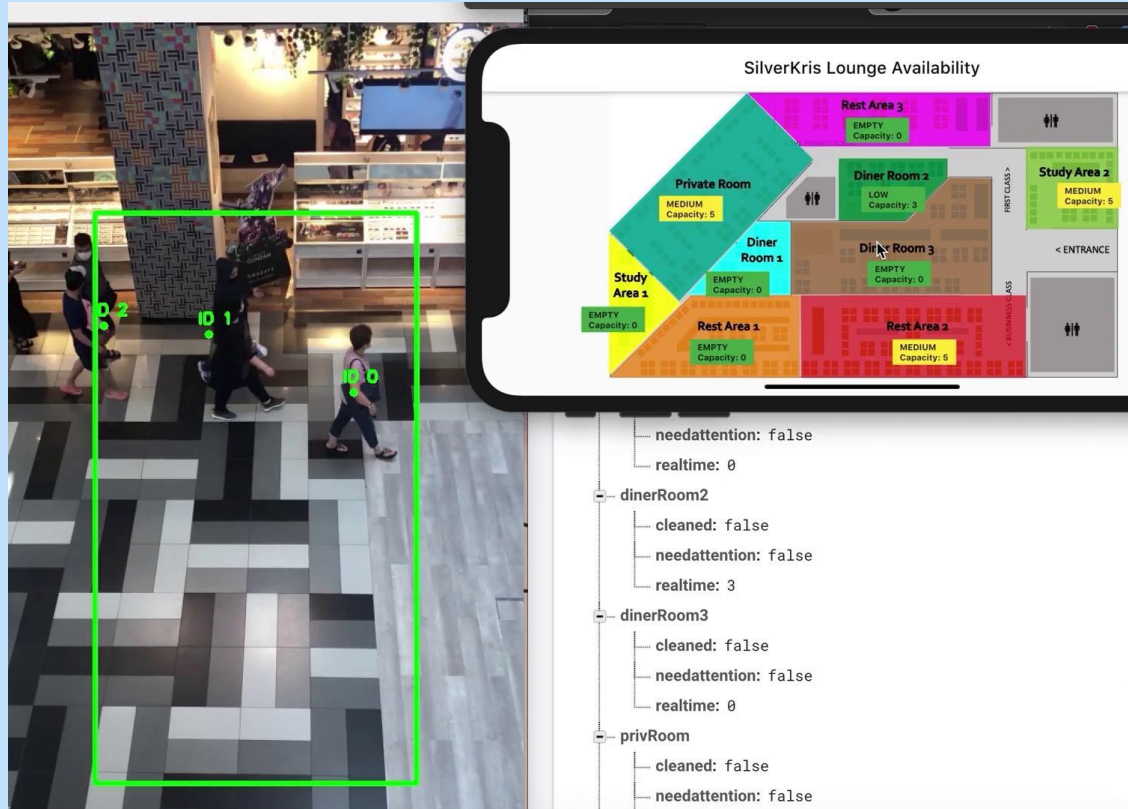 GUNDAM
ID 2
ID 1
ID 0
SilverKris Lounge Availability
Rest Area 3
EMPTY
Capacity: 0
Private Room
MEDIUM
Capacity: 5
Diner Room 2
LOW
Capacity: 3
FIRST CLASS >
Study Area 2
MEDIUM
Capacity: 5
Diner
Room 1
EMPTY
Capacity: 0
Diner Room 3
EMPTY
Capacity: 0
< ENTRANCE
Study
Area 1
EMPTY
Capacity: 0
Rest Area 1
EMPTY
Capacity: 0
Rest Area 2
MEDIUM
Capacity: 5
< BUSINESS CLASS
needattention: false
realtime: 0
dinerRoom2
cleaned: false
needattention: false
realtime: 3
dinerRoom3
cleaned: false
needattention: false
realtime: 0
privRoom
cleaned: false
needattention: false